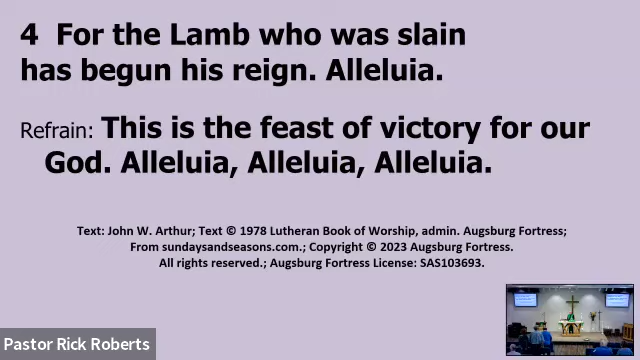 4 For the Lamb who was slain
has begun his reign. Alleluia.
Refrain: This is the feast of victory for our
God. Alleluia, Alleluia, Alleluia.
Text: John W. Arthur; Text © 1978 Lutheran Book of Worship, admin. Augsburg Fortress;
From sundaysandseasons.com.; Copyright © 2023 Augsburg Fortress.
All rights reserved.; Augsburg Fortress License: SAS103693.
Pastor Rick Roberts